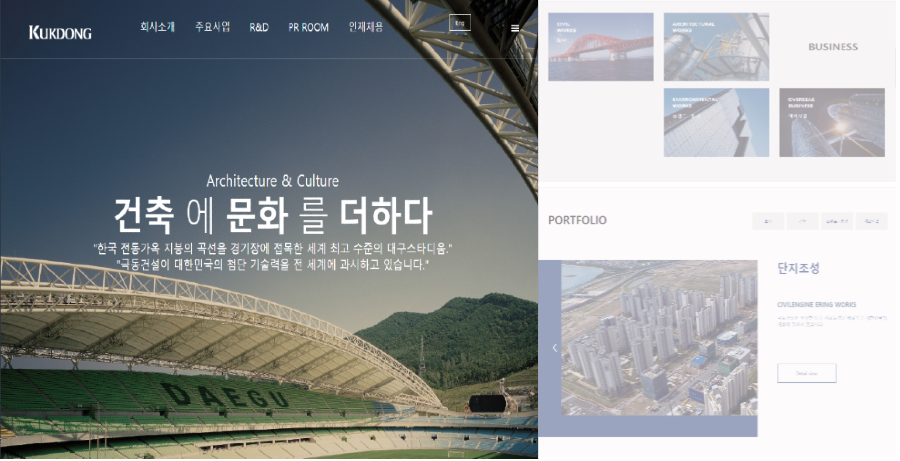 KUKDONG
회사소개 주요사업 R&D PR ROOM 인재채용
Eng
Architecture & Culture
건축 에 문화 를 더하다
"한국 전통가옥 지붕의 곡선을 경기장에 접목한 세계 최고 수준의 대구스타디움."
"극동건설이 대한민국의 첨단 기술력을 전 세계에 과시하고 있습니다."
DAEGU
CIVIL
WORKS
ARCHITECTURAL
WORKS
BUSINESS
ENVIRONMENTAL
WORKS
OVERSEAS
BUSINESS
해외사업
PORTFOLIO
단지조성
CIVILENGINE ERING WORKS